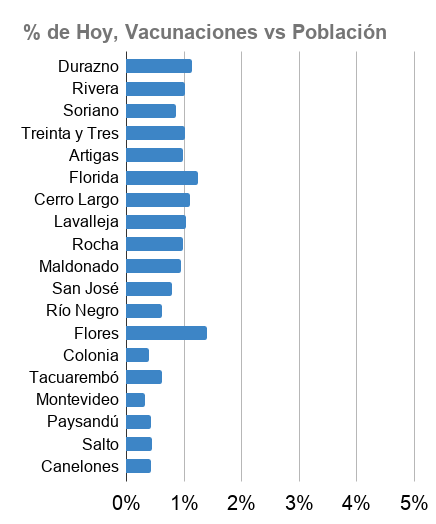 % de Hoy, Vacunaciones vs Población
Durazno
Rivera
Soriano
Treinta y Tres
Artigas
Florida
Cerro Largo
Lavalleja
Rocha
Maldonado
San José
Río Negro
Flores
Colonia
Tacuarembó
Montevideo
Paysandú
Salto
Canelones
0% 1% 2% 3% 4% 5%